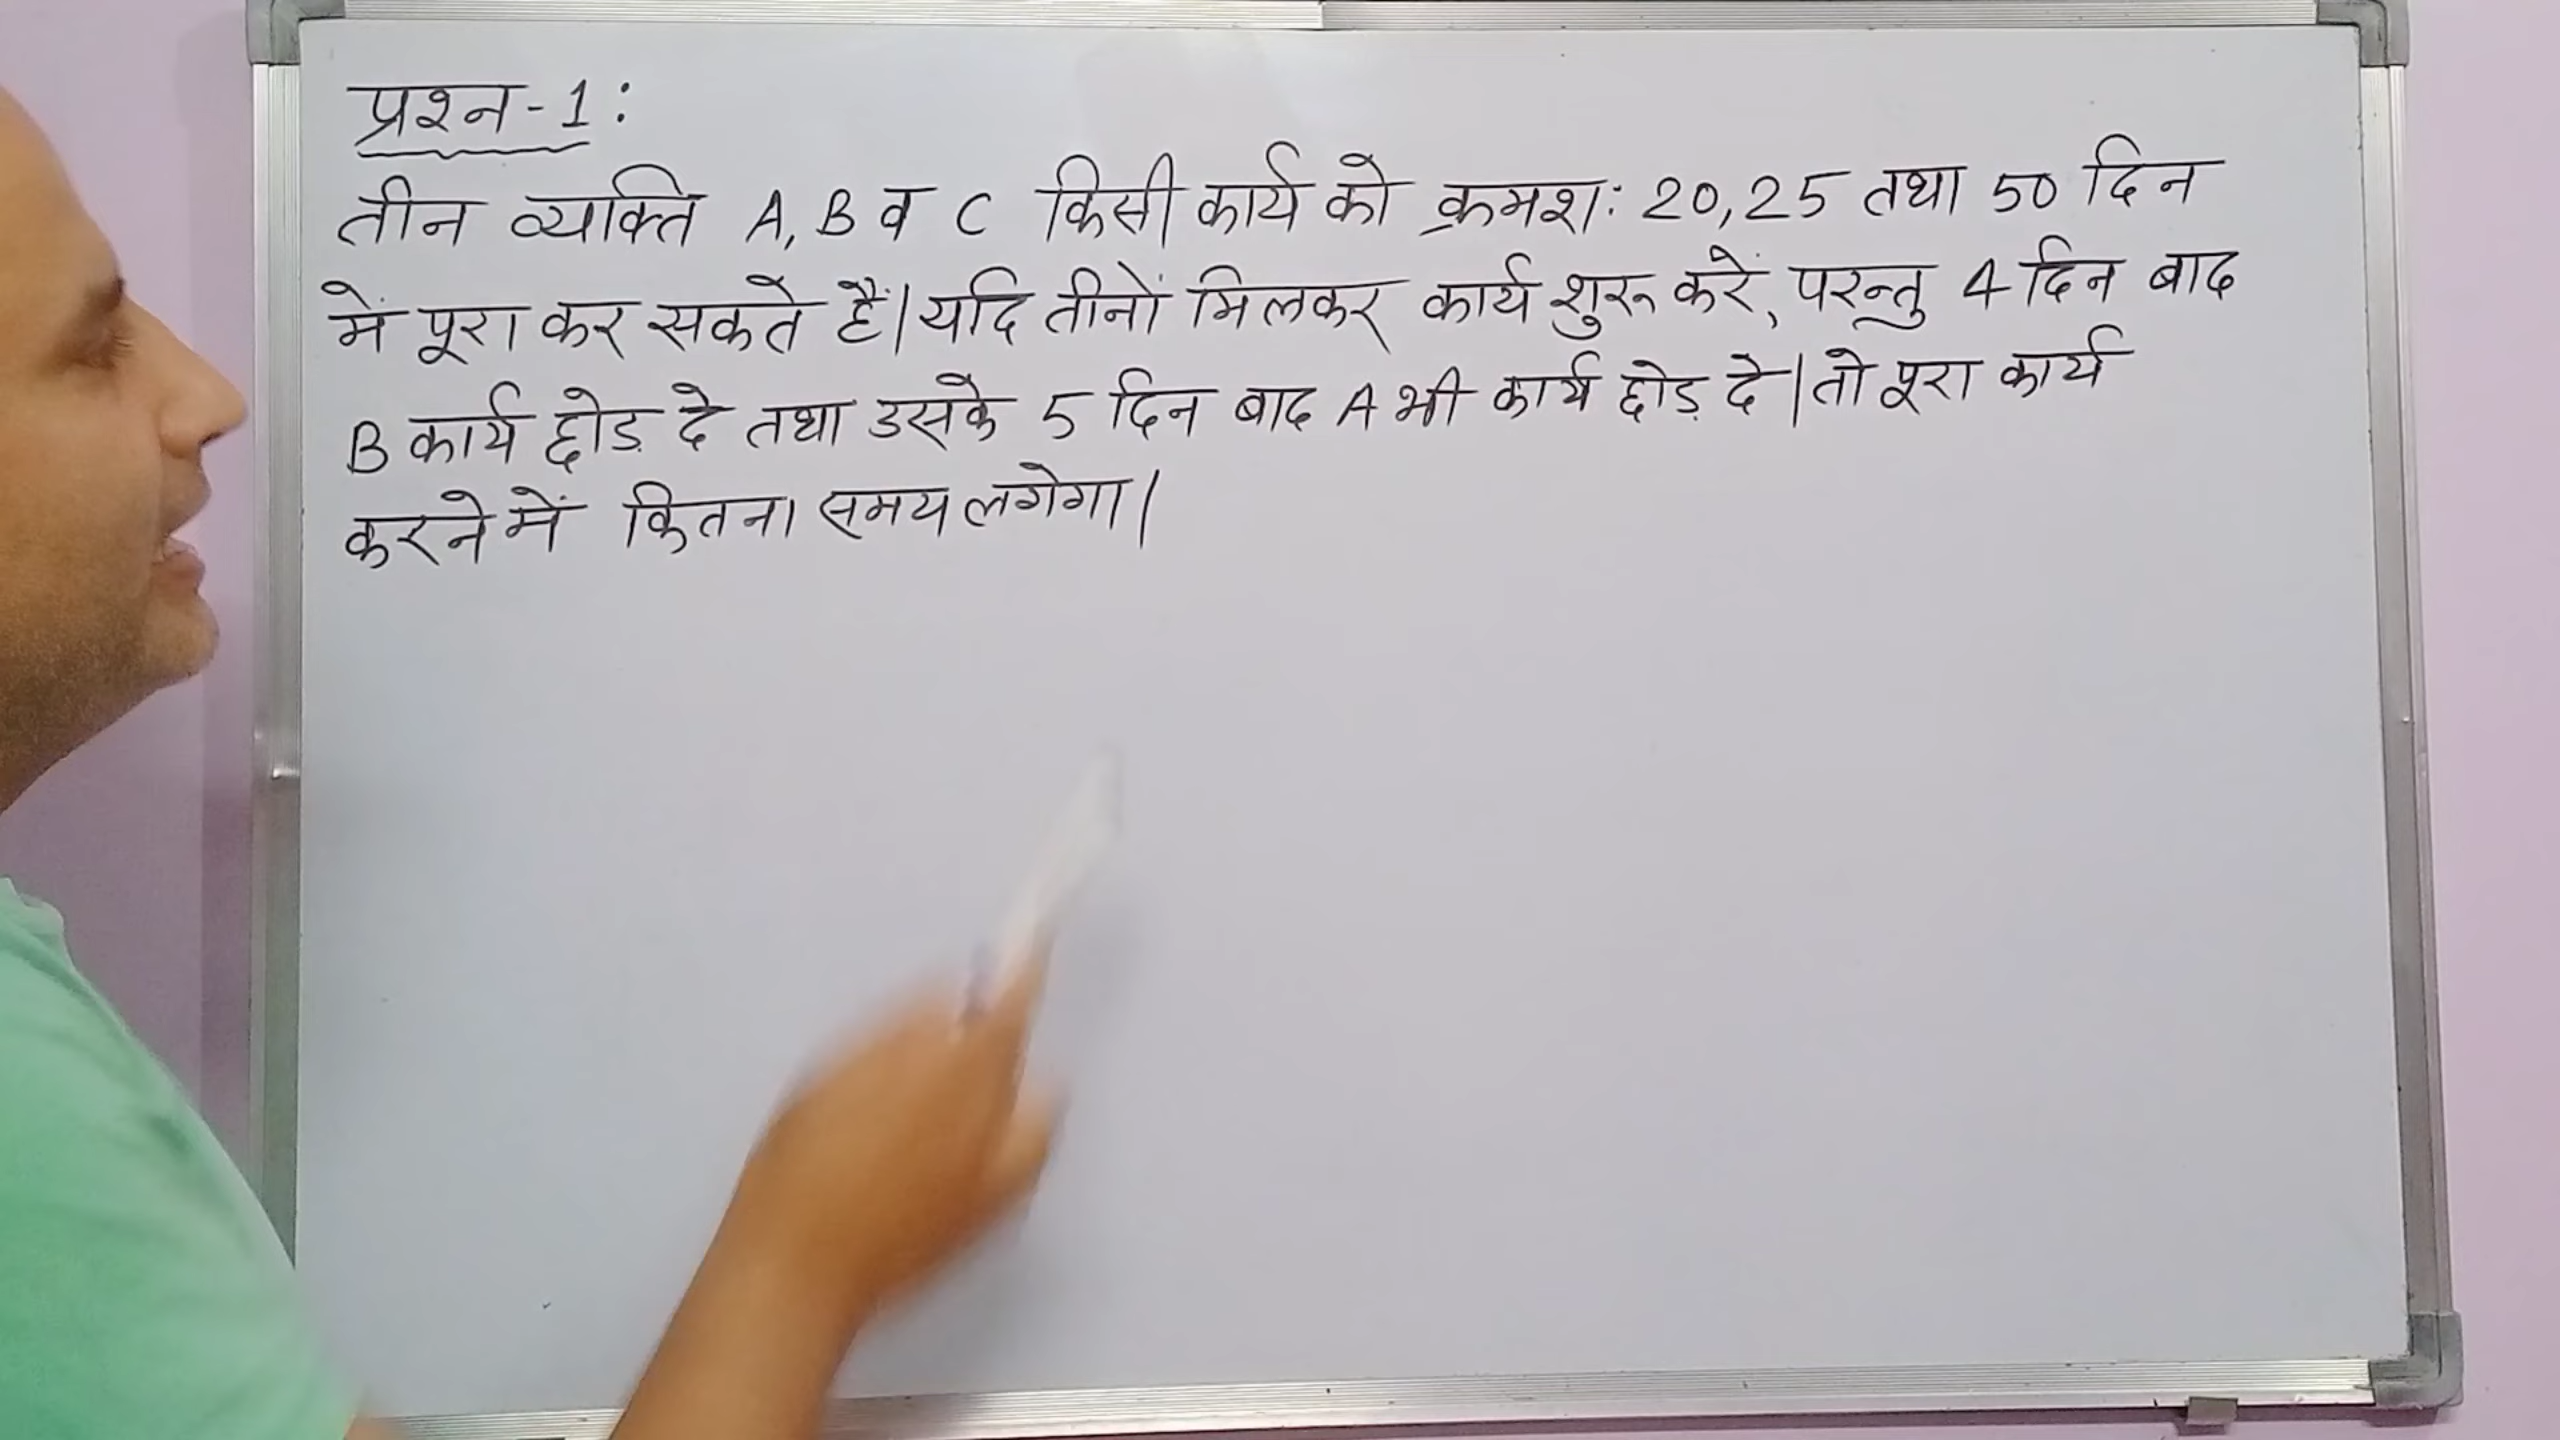 प्रश्न-1:
तीन व्यक्ति A, B व C किसी कार्य को क्रमश: 20, 25 तथा 50 दिन
में पूरा कर सकते हैं| यदि तीनों मिलकर कार्य शुरू करें, परन्तु 4 दिन बाद
B कार्य छोड़ दे तथा उसके 5 दिन बाद A भी कार्य छोड़ दे| तो पूरा कार्य
करने में कितना समय लगेगा|